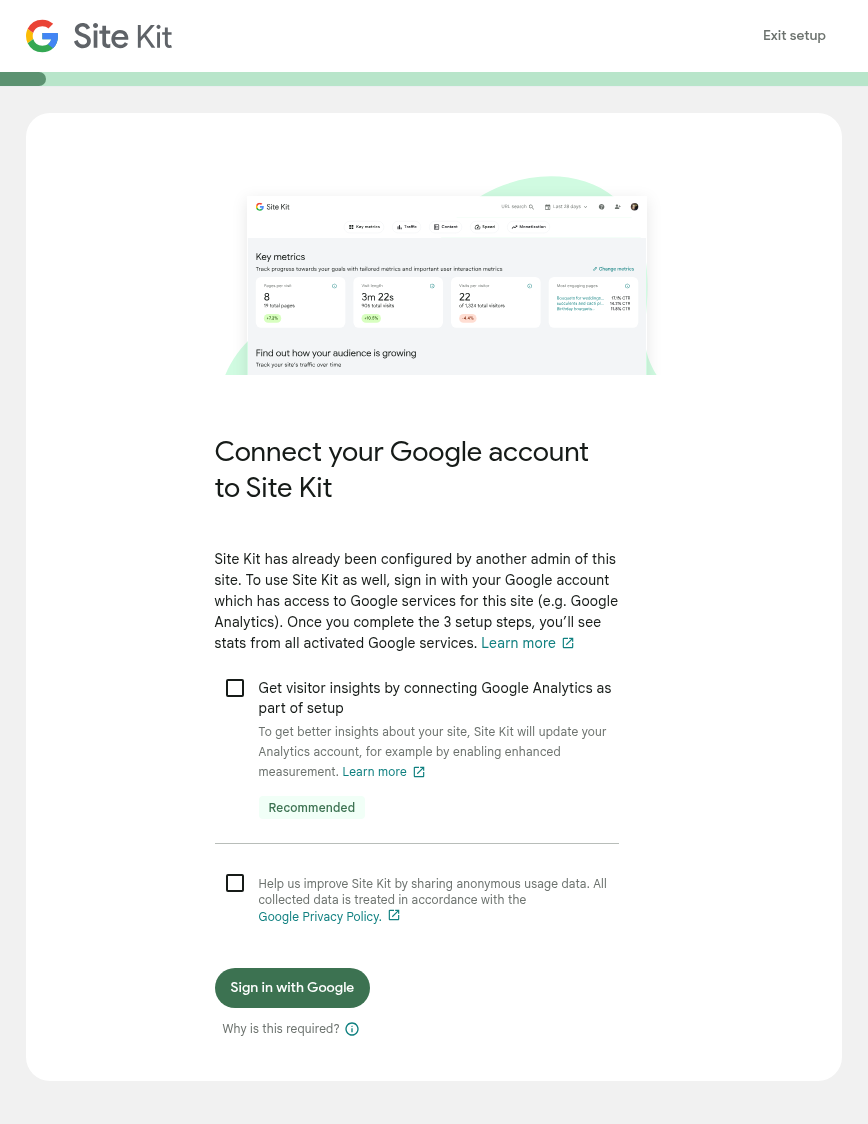 Site Kit
Exit setup
Site Kit
URL search
Last 28 days
Key metrics
Traffic
Content
Speed
Monetisation
Key metrics
Track progress towards your goals with tailored metrics and important user interaction metrics
Change metrics
Pages per visit
8
19 total pages
+7.2%
Visit length
3m 22s
906 total visits
+10.5%
Visits per visitor
22
of 1,324 total visitors
-4.4%
Most engaging pages
Bouquets for weddings...
17.1% CTR
succulents and cacti pl...
14.2% CTR
Birthday bouquets..
11.8% CTR
Find out how your audience is growing
Track your site's traffic over time
Connect your Google account
to Site Kit
Site Kit has already been configured by another admin of this
site. To use Site Kit as well, sign in with your Google account
which has access to Google services for this site (e.g. Google
Analytics). Once you complete the 3 setup steps, you’ll see
stats from all activated Google services. Learn more
Get visitor insights by connecting Google Analytics as
part of setup
To get better insights about your site, Site Kit will update your
Analytics account, for example by enabling enhanced
measurement. Learn more
Recommended
Help us improve Site Kit by sharing anonymous usage data. All
collected data is treated in accordance with the
Google Privacy Policy.
Sign in with Google
Why is this required?